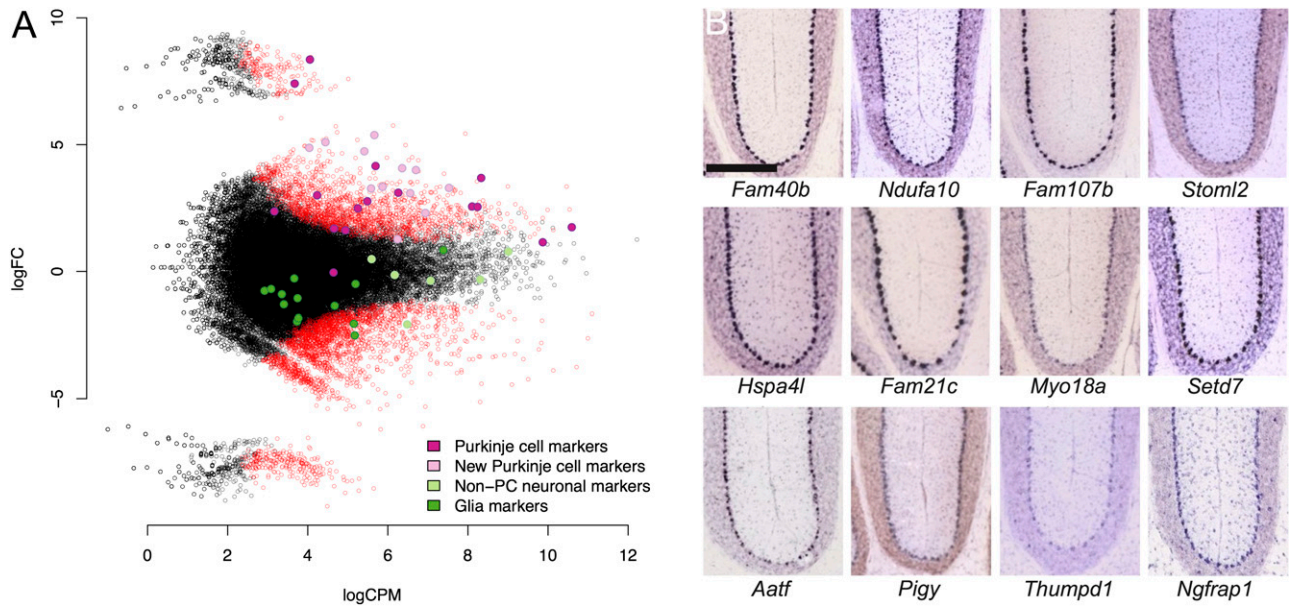 A
10
5
0
−5
logFC
Purkinje cell markers
New Purkinje cell markers
Non−PC neuronal markers
Glia markers
0 2 4 6 8 10 12
logCPM
B
Fam40b Ndufa10 Fam107b Stoml2
Hspa4l Fam21c Myo18a Setd7
Aatf Pigy Thumpd1 Ngfrap1